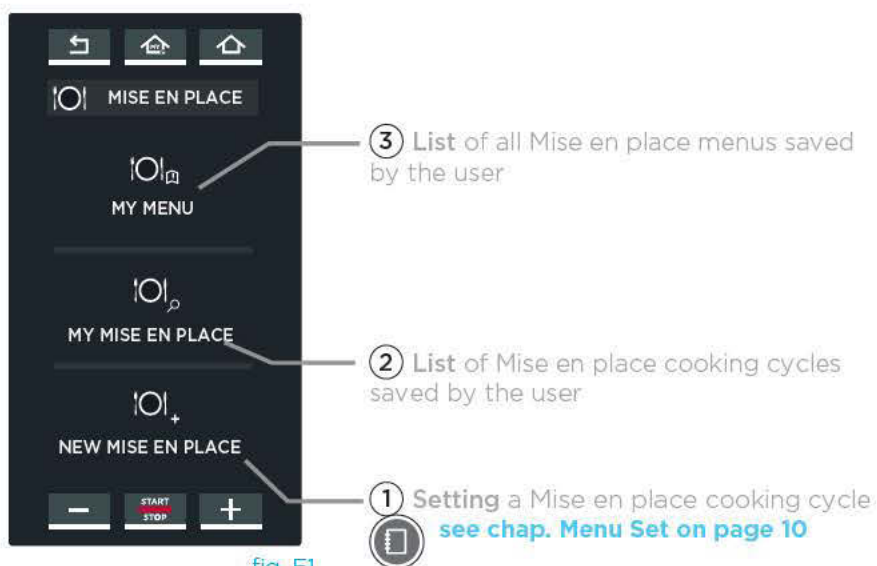 MY
MISE EN PLACE
3 List of all Mise en place menus saved
by the user
MY MENU
MY MISE EN PLACE
2 List of Mise en place cooking cycles
saved by the user
NEW MISE EN PLACE
1 Setting a Mise en place cooking cycle
see chap. Menu Set on page 10
START
STOP